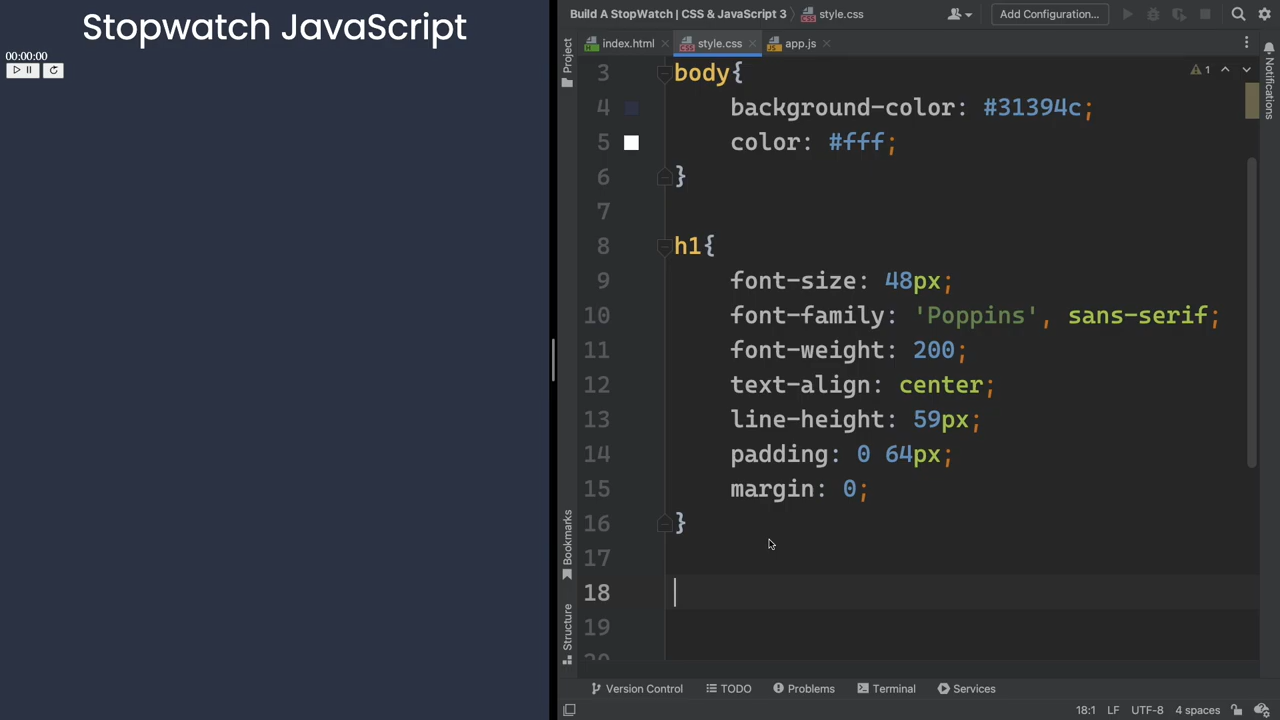 Stopwatch JavaScript
00:00:00
Build A StopWatch | CSS & JavaScript 3
style.css
Add Configuration...
index.html
style.css
app.js
Project
Notifications
Bookmarks
Structure
1
3 body{
4 background-color: #31394c;
5 color: #fff;
6 }
7
8 h1{
9 font-size: 48px;
10 font-family: 'Poppins', sans-serif;
11 font-weight: 200;
12 text-align: center;
13 line-height: 59px;
14 padding: 0 64px;
15 margin: 0;
16 }
17
18
19
20
Version Control
TODO
Problems
Terminal
Services
18:1 LF UTF-8 4 spaces